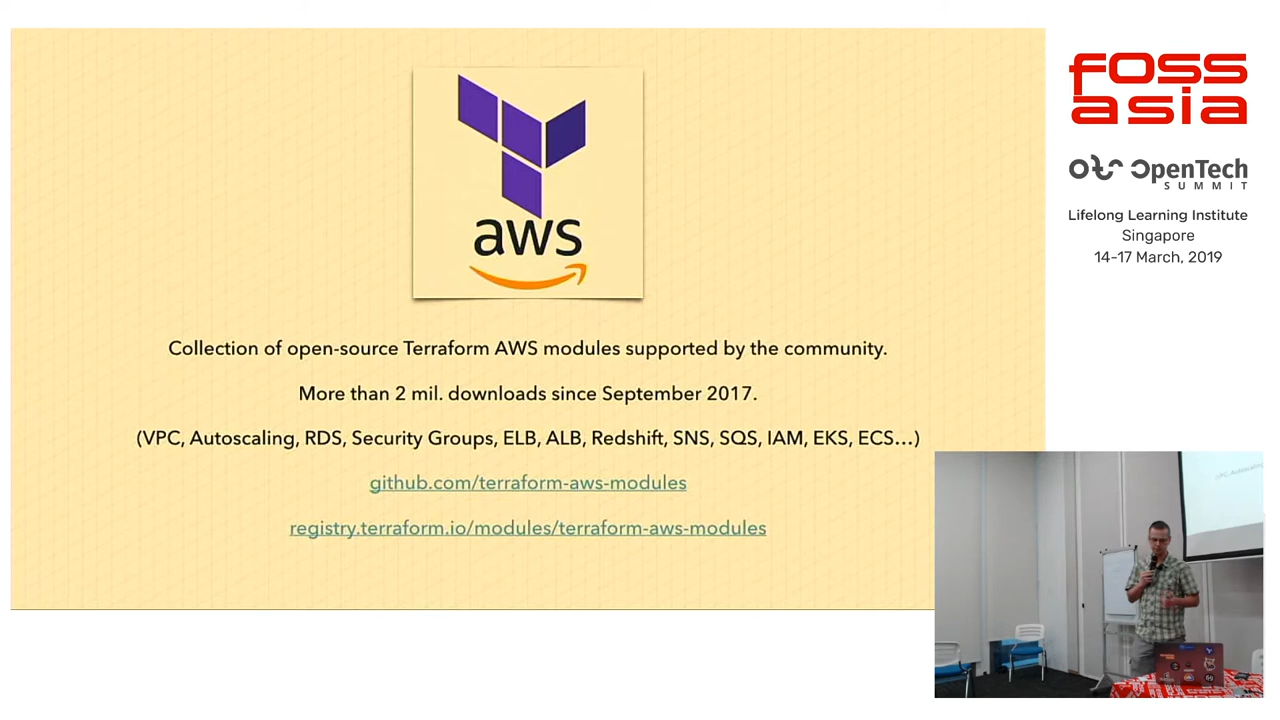 aws
Collection of open-source Terraform AWS modules supported by the community.
More than 2 mil. downloads since September 2017.
(VPC, Autoscaling, RDS, Security Groups, ELB, ALB, Redshift, SNS, SQS, IAM, EKS, ECS...)
github.com/terraform-aws-modules
registry.terraform.io/modules/terraform-aws-modules
FOSS
asia
OpenTech
SUMMIT
Lifelong Learning Institute
Singapore
14-17 March, 2019
(VPC, Autoscaling